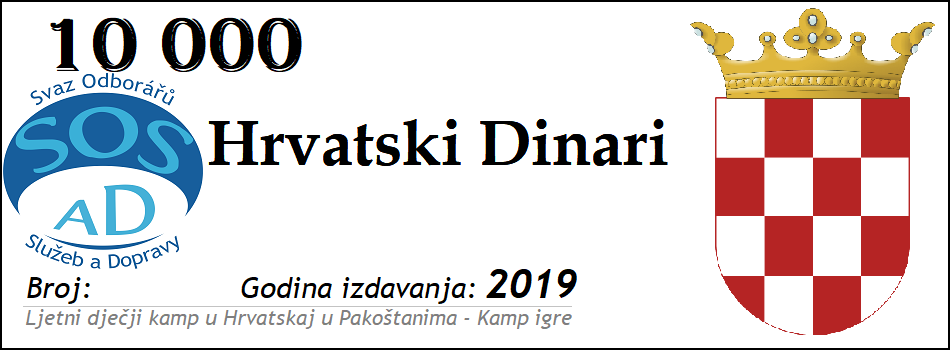 10 000
Svaz Odborářů
SOS
AD
Služeb a Dopravy
Hrvatski Dinari
Broj: Godina izdavanja: 2019
Ljetni dječji kamp u Hrvatskaj u Pakoštanima - Kamp igre